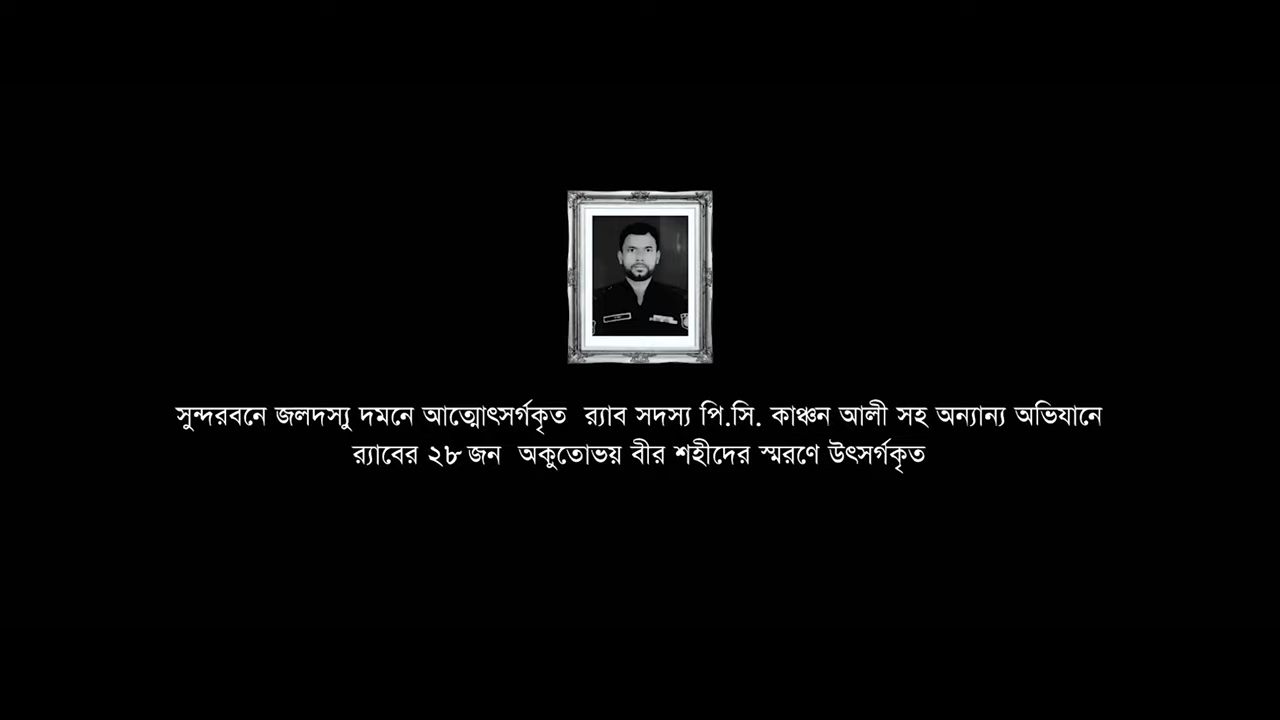 সুন্দরবনে জলদস্যু দমনে আত্মোৎসর্গকৃত র‍্যাব সদস্য পি.সি. কাঞ্চন আলী সহ অন্যান্য অভিযানে
র‍্যাবের ২৮ জন অকুতোভয় বীর শহীদের স্মরণে উৎসর্গকৃত